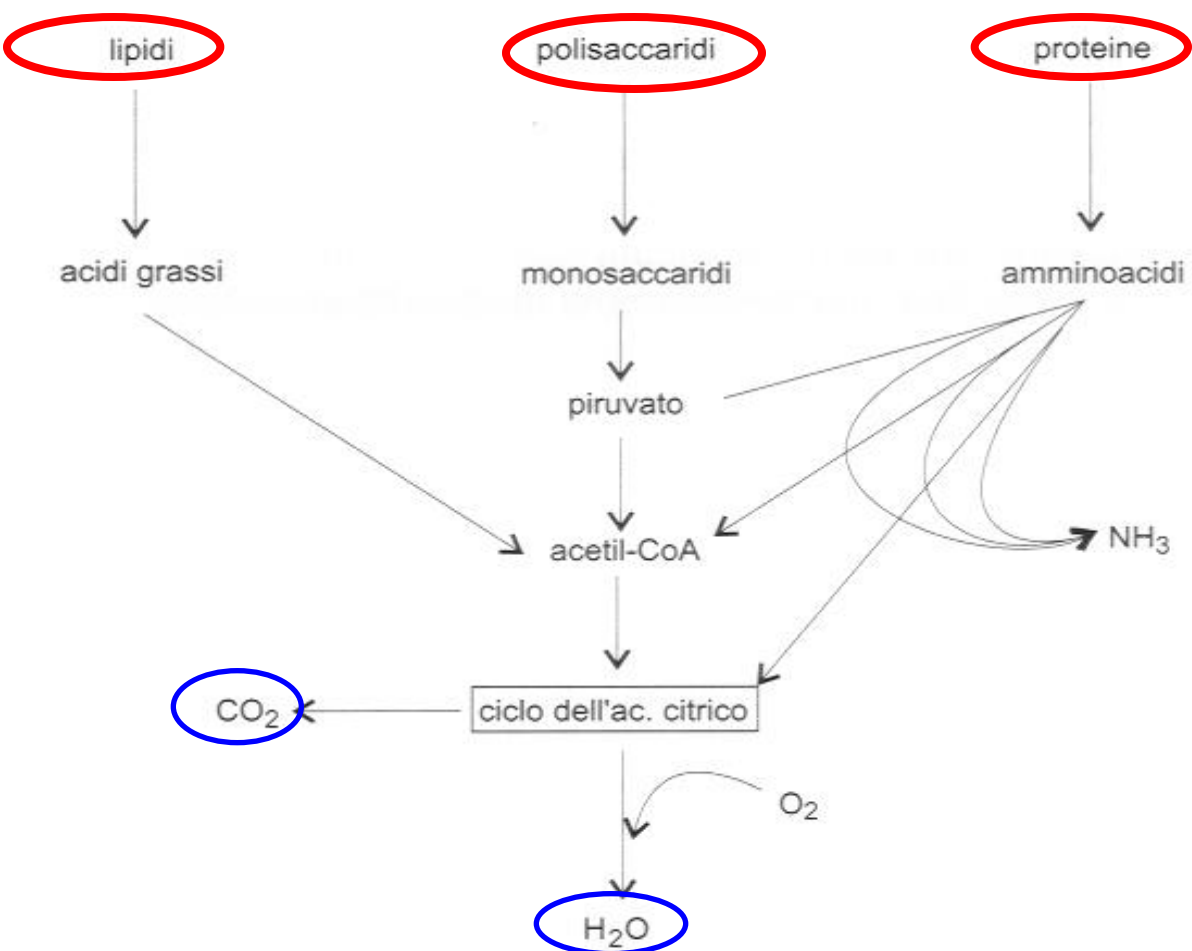 lipidi
polisaccaridi
proteine
acidi grassi
monosaccaridi
amminoacidi
piruvato
acetil-CoA
NH3
CO2
ciclo dell'ac. citrico
O2
H2O